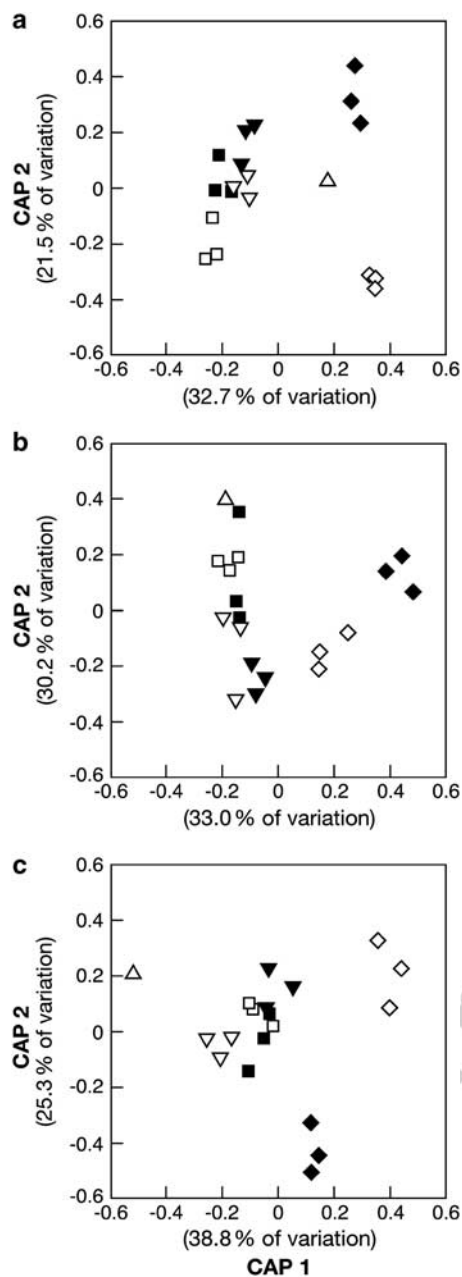 a
0.6
0.4
0.2
0
-0.2
-0.4
-0.6
CAP 2
(21.5 % of variation)
-0.6 -0.4 -0.2 0 0.2 0.4 0.6
(32.7 % of variation)
b
0.6
0.4
0.2
0
-0.2
-0.4
-0.6
CAP 2
(30.2 % of variation)
-0.6 -0.4 -0.2 0 0.2 0.4 0.6
(33.0 % of variation)
c
0.6
0.4
0.2
0
-0.2
-0.4
-0.6
CAP 2
(25.3 % of variation)
-0.6 -0.4 -0.2 0 0.2 0.4 0.6
(38.8 % of variation)
CAP 1